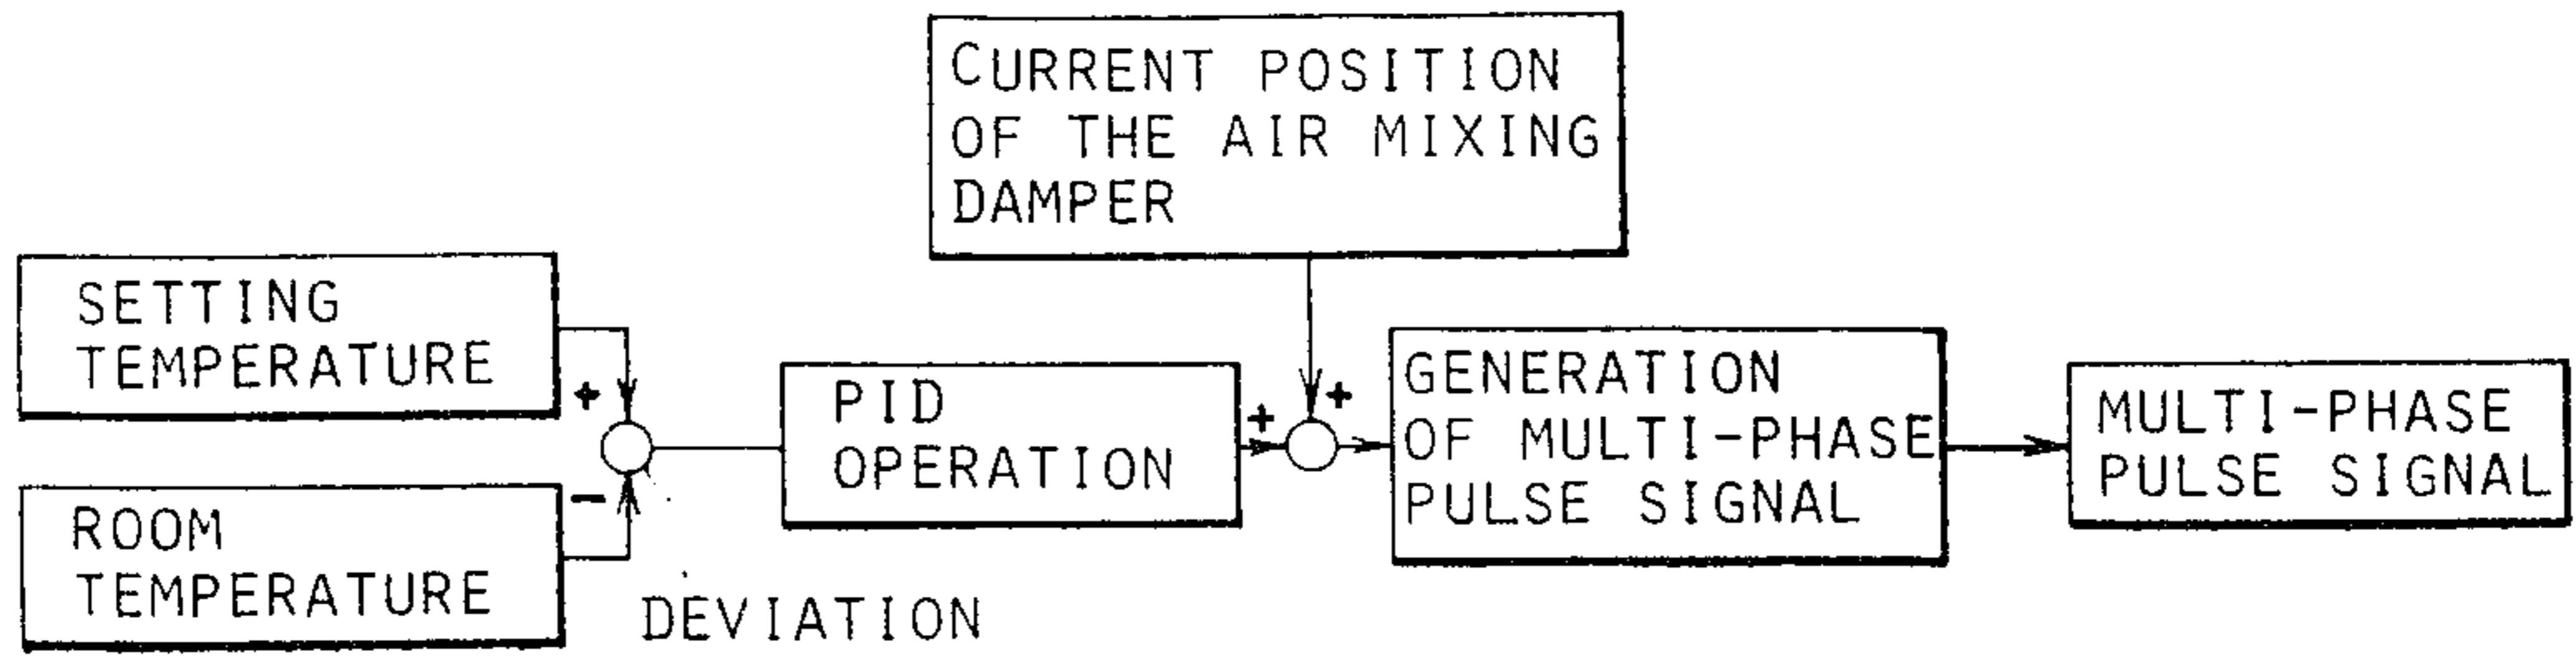 CURRENT POSITION
OF THE AIR MIXING
DAMPER
SETTING
TEMPERATURE
+
-
ROOM
TEMPERATURE
DEVIATION
PID
OPERATION
+
+
GENERATION
OF MULTI-PHASE
PULSE SIGNAL
MULTI-PHASE
PULSE SIGNAL